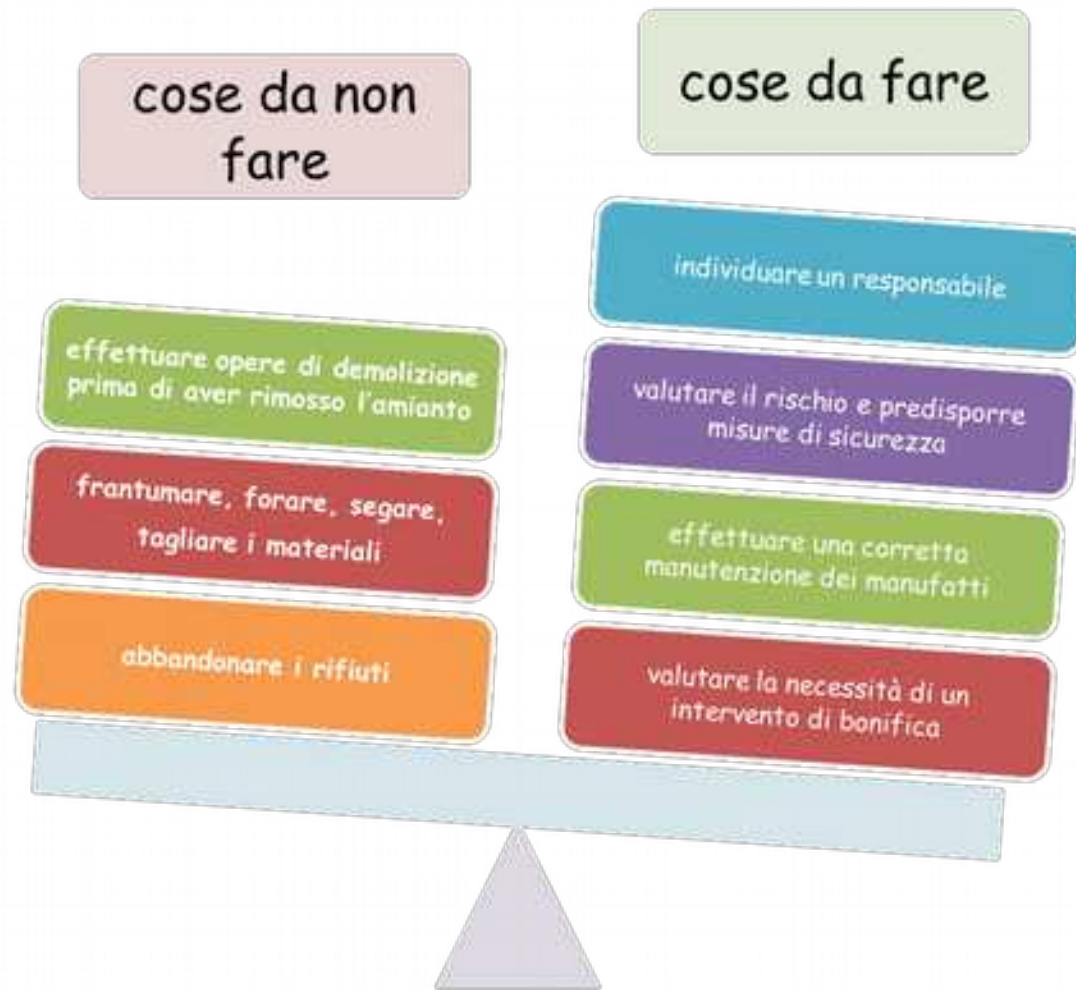 cose da non
fare
effettuare opere di demolizione
prima di aver rimosso l'amianto
frantumare, forare, segare,
tagliare i materiali
abbandonare i rifiuti
cose da fare
individuare un responsabile
valutare il rischio e predisporre
misure di sicurezza
effettuare una corretta
manutenzione dei manufatti
valutare la necessità di un
intervento di bonifica